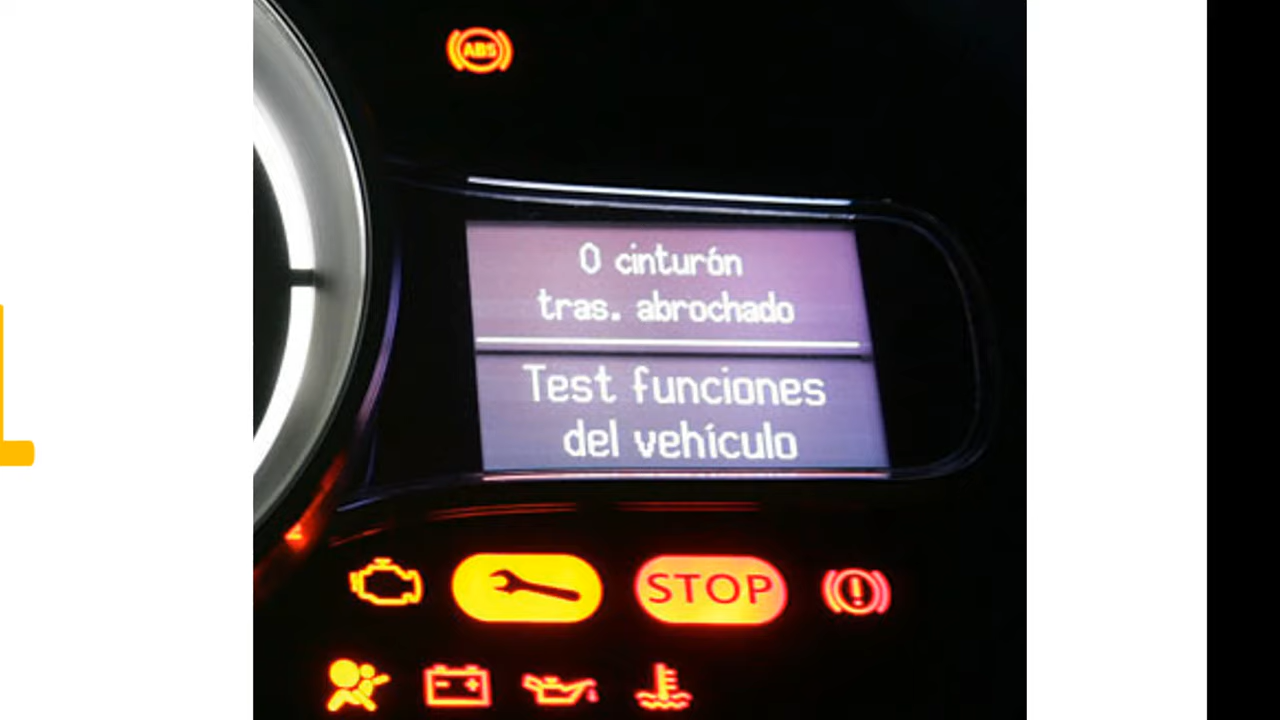 ABS
0 cinturón
tras. abrochado
Test funciones
del vehículo
STOP